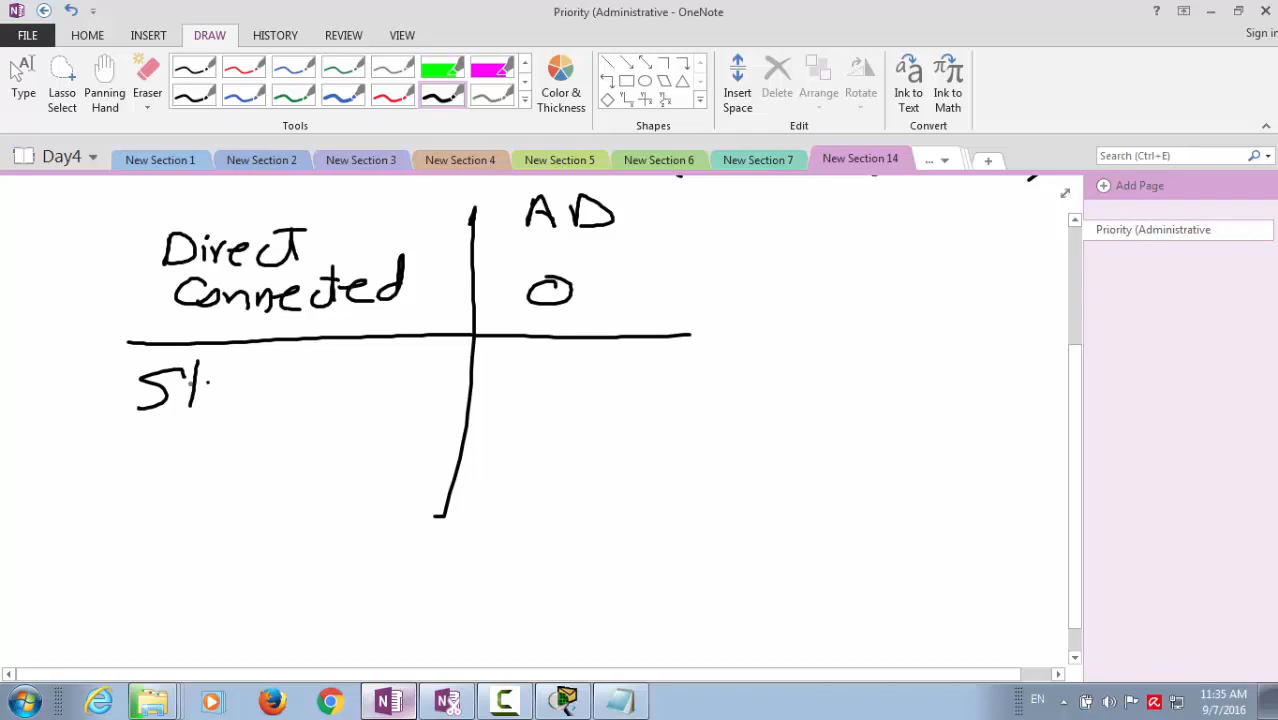 Priority (Administrative - OneNote
FILE HOME INSERT DRAW HISTORY REVIEW VIEW Sign in
Type Lasso Select Panning Hand Eraser Color & Thickness Insert Space Delete Arrange Rotate Ink to Text Ink to Math
Tools Shapes Edit Convert
Day4 New Section 1 New Section 2 New Section 3 New Section 4 New Section 5 New Section 6 New Section 7 New Section 14 ... Search (Ctrl+E)
Add Page
Priority (Administrative
AD
Direct
Connected 0
EN 11:35 AM
9/7/2016